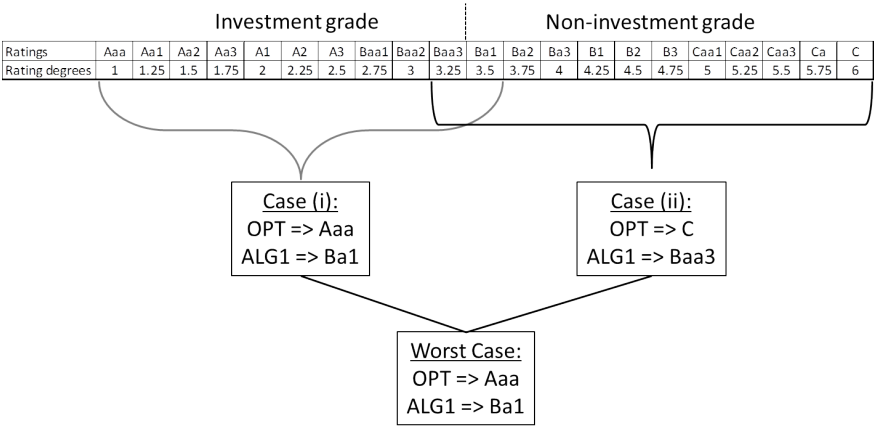 Investment grade Non-investment grade
Ratings Aaa Aa1 Aa2 Aa3 A1 A2 A3 Baa1 Baa2 Baa3 Ba1 Ba2 Ba3 B1 B2 B3 Caa1 Caa2 Caa3 Ca C
Rating degrees 1 1.25 1.5 1.75 2 2.25 2.5 2.75 3 3.25 3.5 3.75 4 4.25 4.5 4.75 5 5.25 5.5 5.75 6
Case (i):
OPT => Aaa
ALG1 => Ba1
Case (ii):
OPT => C
ALG1 => Baa3
Worst Case:
OPT => Aaa
ALG1 => Ba1